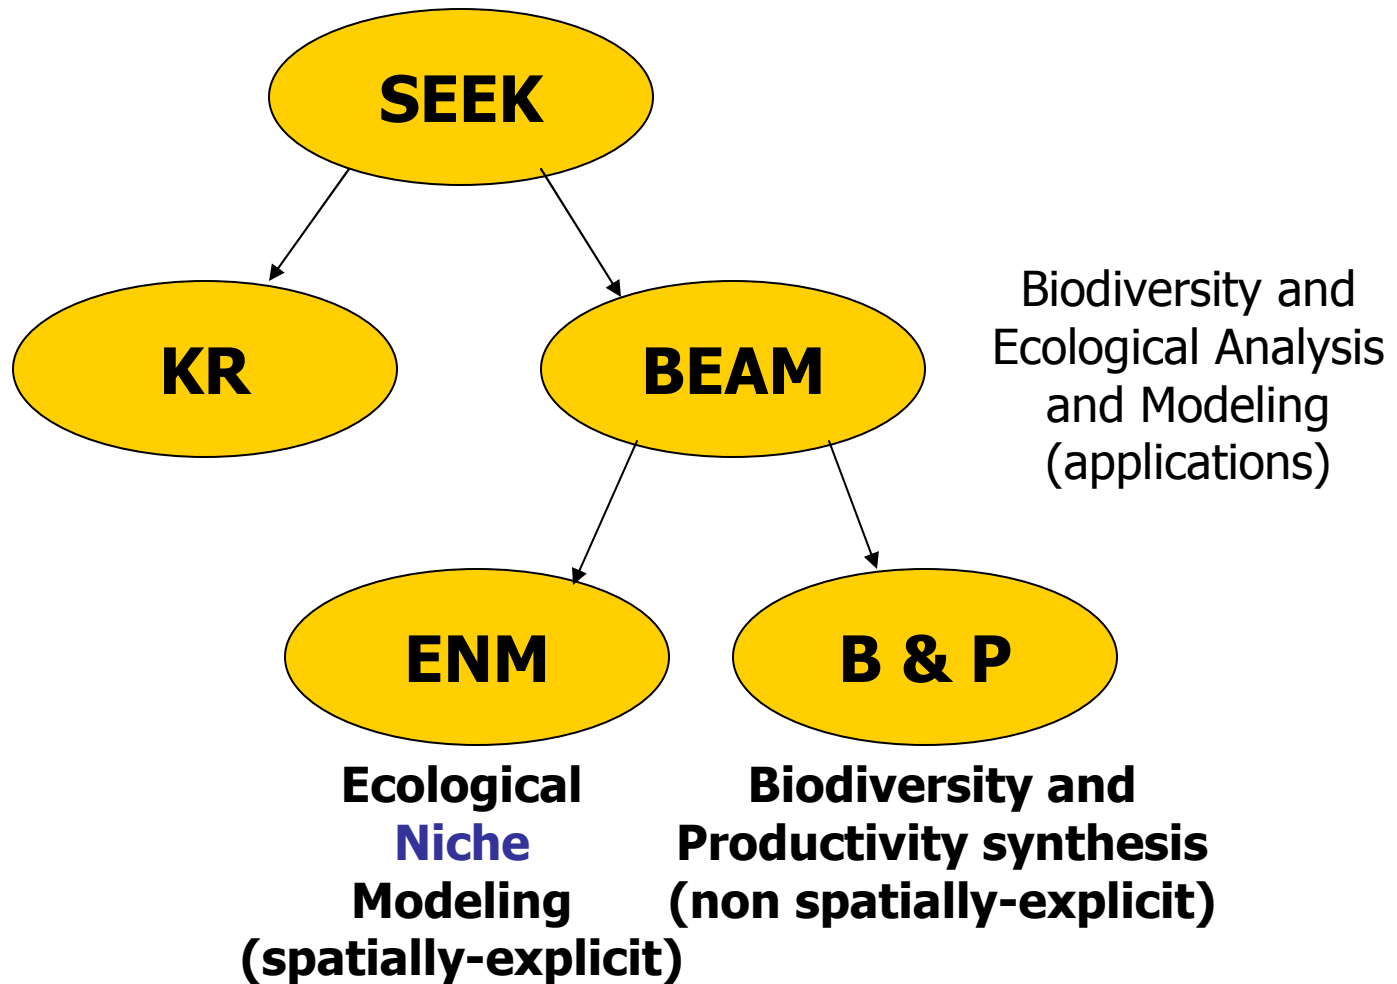 SEEK
KR
BEAM
Biodiversity and
Ecological Analysis
and Modeling
(applications)
ENM
B & P
Ecological
Niche
Modeling
(spatially-explicit)
Biodiversity and
Productivity synthesis
(non spatially-explicit)